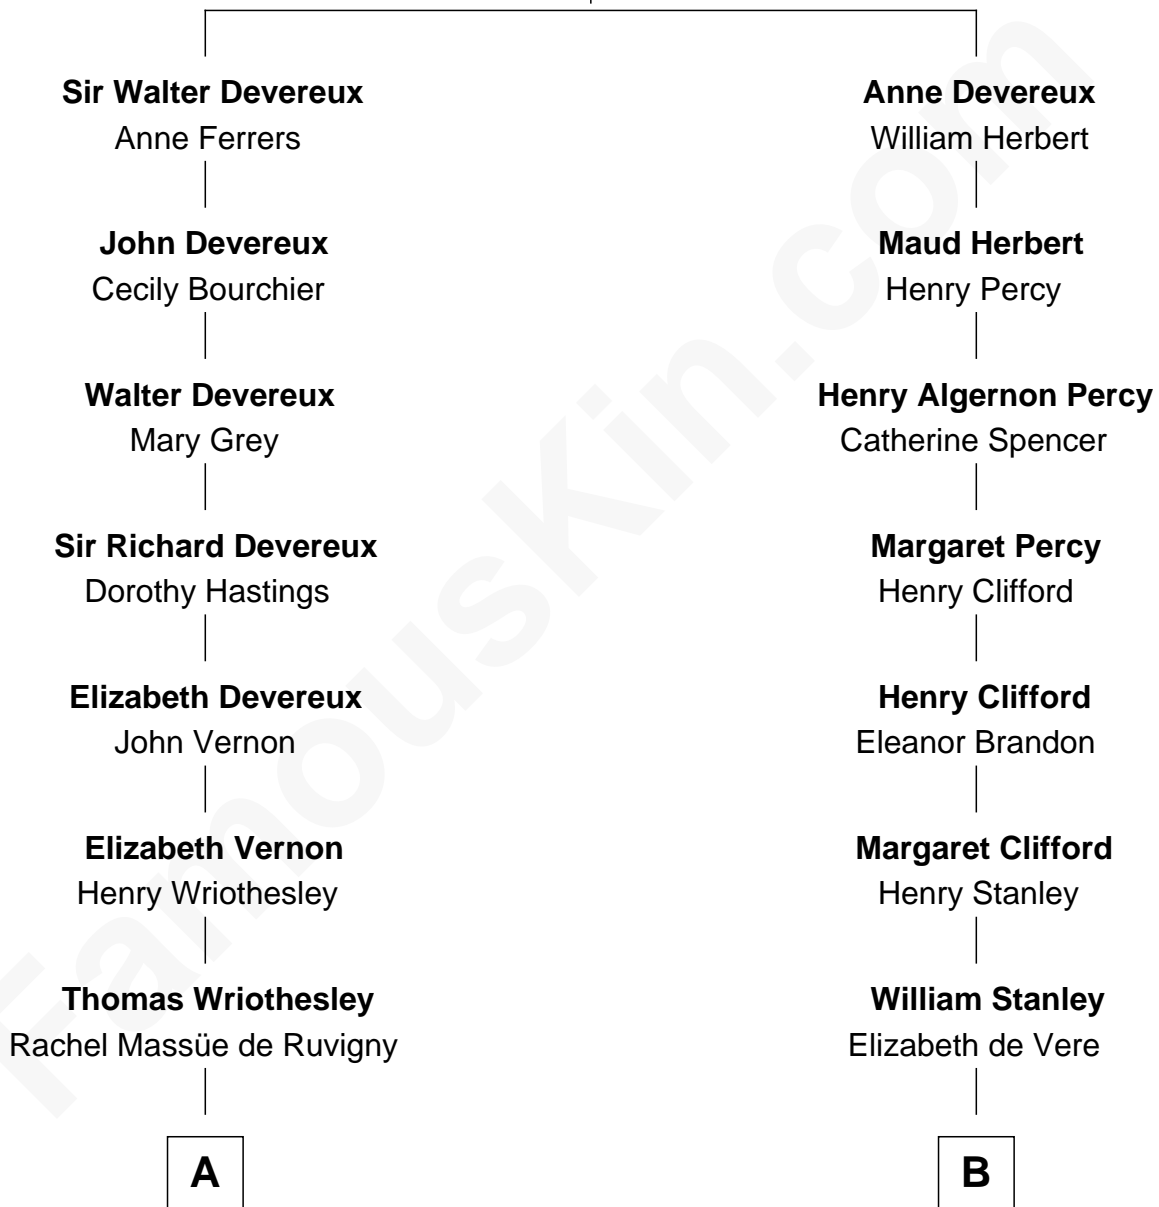 Sir Walter Devereux
Anne Ferrers
John Devereux
Cecily Bourchier
Walter Devereux
Mary Grey
Sir Richard Devereux
Dorothy Hastings
Elizabeth Devereux
John Vernon
Elizabeth Vernon
Henry Wriothesley
Thomas Wriothesley
Rachel Massüe de Ruvigny
A
Anne Devereux
William Herbert
Maud Herbert
Henry Percy
Henry Algernon Percy
Catherine Spencer
Margaret Percy
Henry Clifford
Henry Clifford
Eleanor Brandon
Margaret Clifford
Henry Stanley
William Stanley
Elizabeth de Vere
B
FamousKin.com